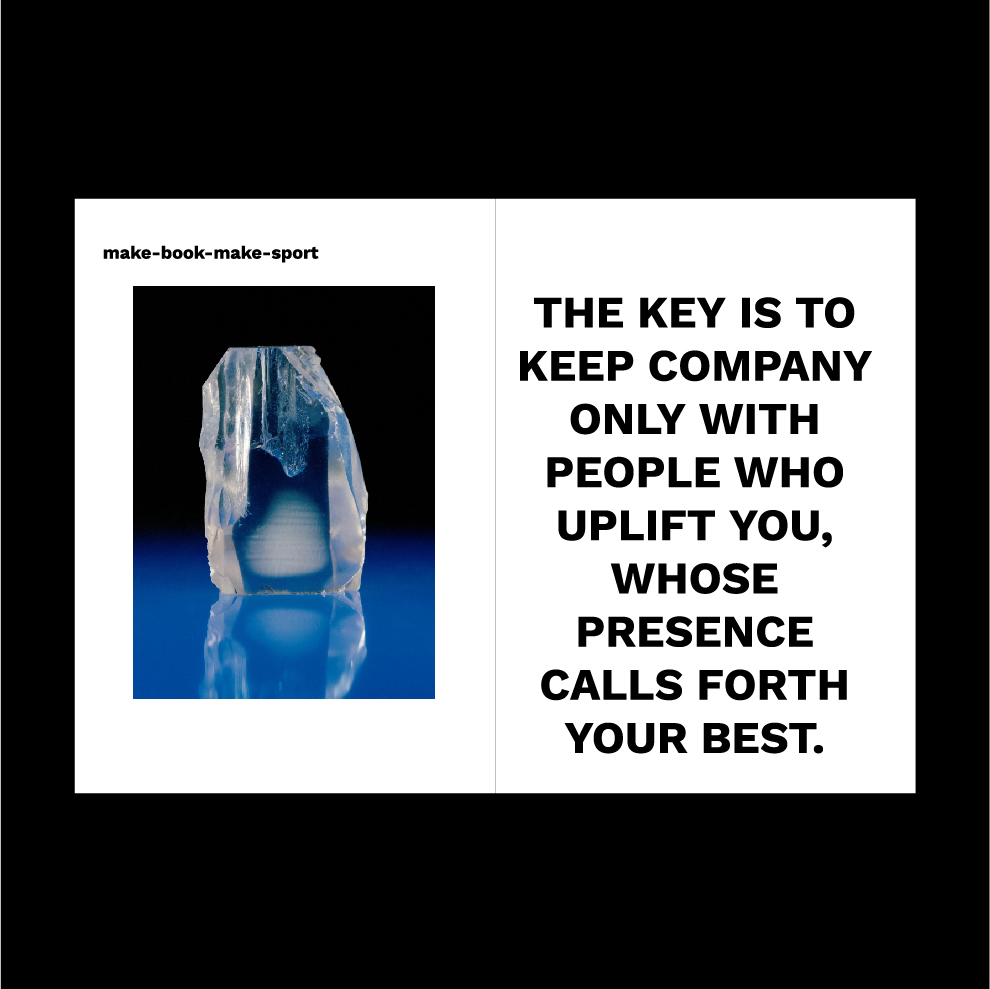 make-book-make-sport
THE KEY IS TO
KEEP COMPANY
ONLY WITH
PEOPLE WHO
UPLIFT YOU,
WHOSE
PRESENCE
CALLS FORTH
YOUR BEST.